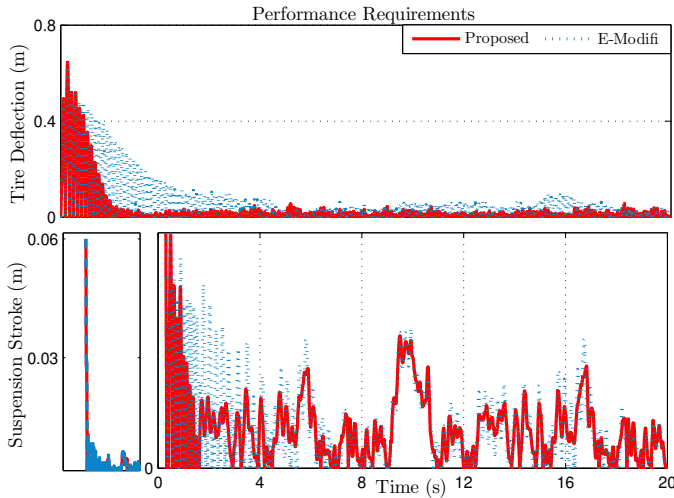 Performance Requirements
0.8
Proposed
E-Modifi
Tire Deflection (m)
0.4
0
0.06
Suspension Stroke (m)
0.03
0
0
4
8
12
16
20
Time (s)